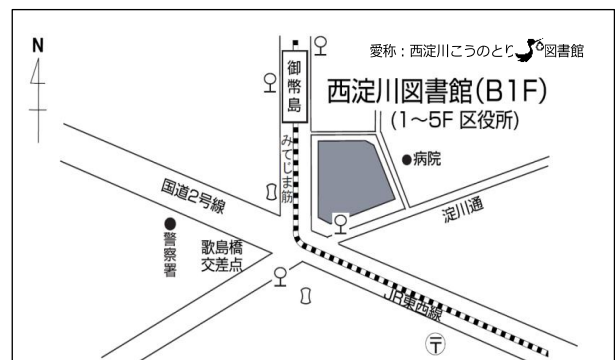 N
愛称：西淀川こうのとり図書館
御幣島
西淀川図書館(B1F)
(1～5F 区役所)
みてじま筋
●病院
国道2号線
淀川通
警察署
歌島橋
交差点
JR東西線
〒